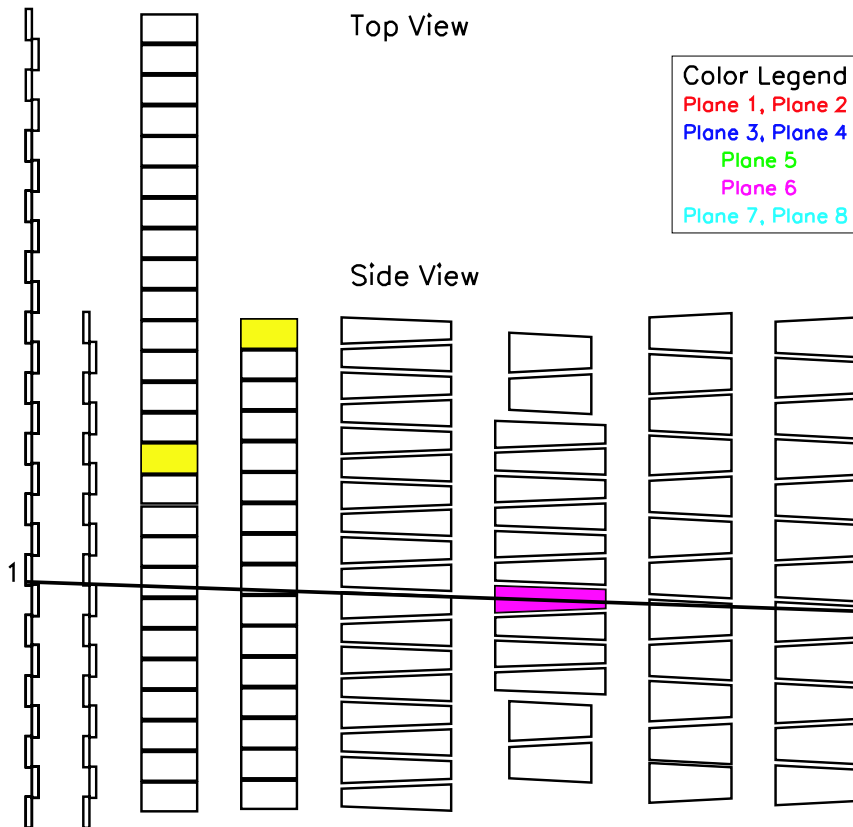 Top View
Color Legend
Plane 1, Plane 2
Plane 3, Plane 4
Plane 5
Plane 6
Plane 7, Plane 8
Side View
1